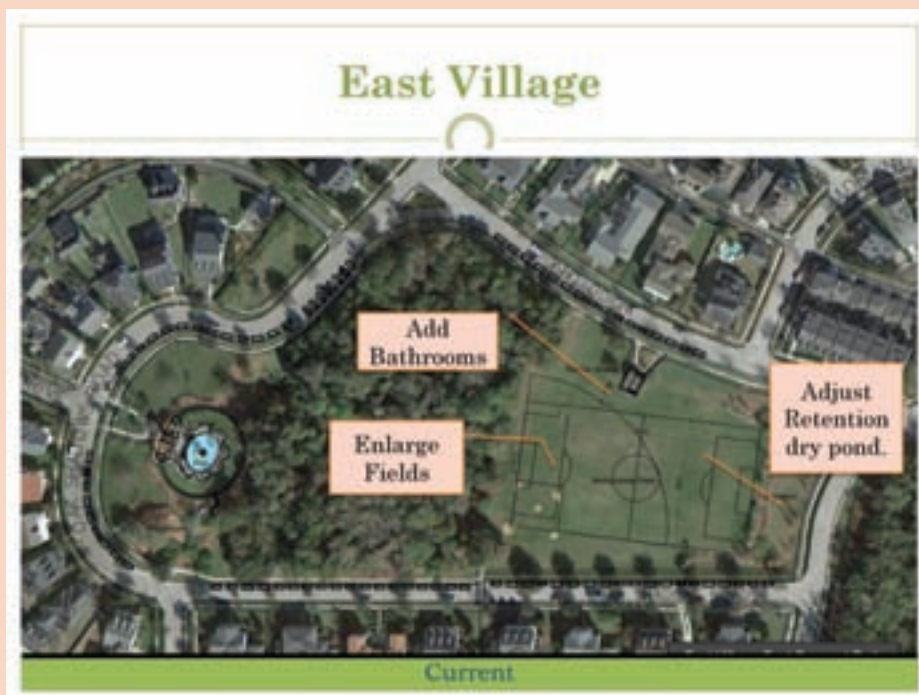 East Village
Add
Bathrooms
Enlarge
Fields
Adjust
Retention
dry pond.
Current